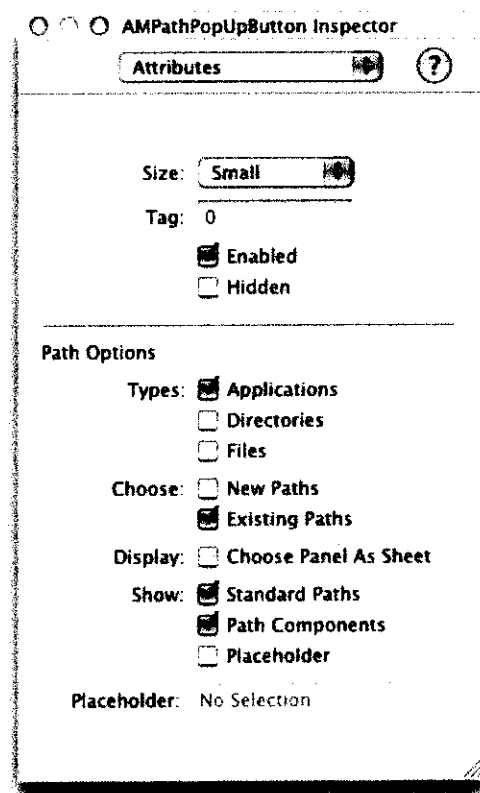 AMPathPopUpButton Inspector
Attributes ?
Size: Small
Tag: 0
Enabled
Hidden
Path Options
Types: Applications
Directories
Files
Choose: New Paths
Existing Paths
Display: Choose Panel As Sheet
Show: Standard Paths
Path Components
Placeholder
Placeholder: No Selection